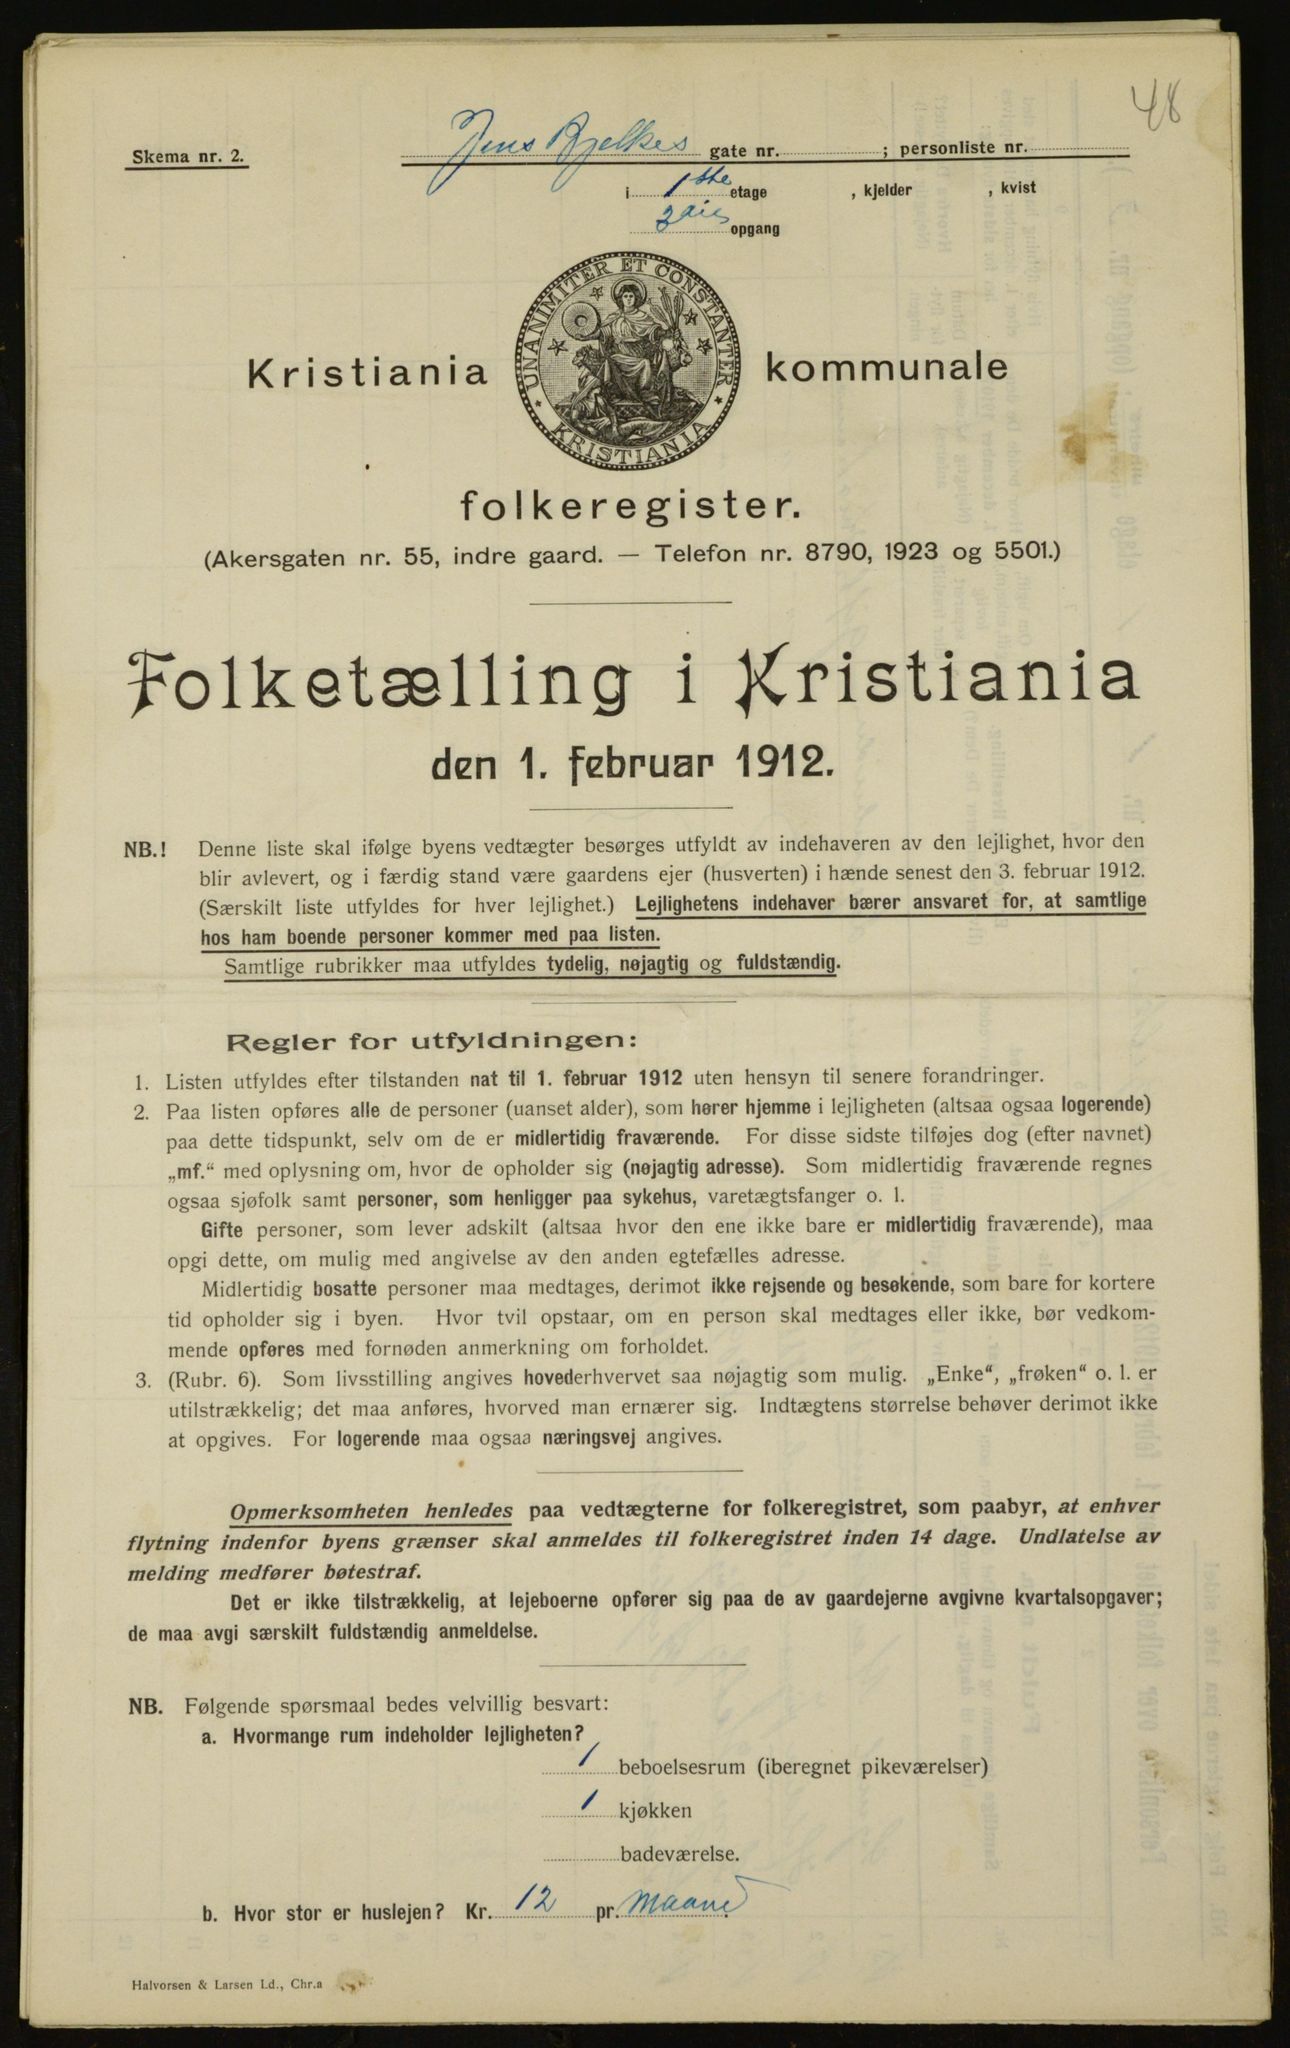 48
Skema nr. 2. Jens Bjelkes gate nr. ; personliste nr.
i 1ste etage , kjelder , kvist
opgang
UNANIMITER ET CONSTANTER
KRISTIANIA
Kristiania kommunale
folkeregister.
(Akersgaten nr. 55, indre gaard. — Telefon nr. 8790, 1923 og 5501.)
Folketælling i Kristiania
den 1. februar 1912.
NB.! Denne liste skal ifølge byens vedtægter besørges utfyldt av indehaveren av den lejlighet, hvor den
blir avlevert, og i færdig stand være gaardens ejer (husverten) i hænde senest den 3. februar 1912.
(Særskilt liste utfyldes for hver lejlighet.) Lejlighetens indehaver bærer ansvaret for, at samtlige
hos ham boende personer kommer med paa listen.
Samtlige rubrikker maa utfyldes tydelig, nøjagtig og fuldstændig.
Regler for utfyldningen:
1. Listen utfyldes efter tilstanden nat til 1. februar 1912 uten hensyn til senere forandringer.
2. Paa listen opføres alle de personer (uanset alder), som hører hjemme i lejligheten (altsaa ogsaa logerende)
paa dette tidspunkt, selv om de er midlertidig fraværende. For disse sidste tilføjes dog (efter navnet)
„mf.“ med oplysning om, hvor de opholder sig (nøjagtig adresse). Som midlertidig fraværende regnes
ogsaa sjøfolk samt personer, som henligger paa sykehus, varetægtsfanger o. l.
Gifte personer, som lever adskilt (altsaa hvor den ene ikke bare er midlertidig fraværende), maa
opgi dette, om mulig med angivelse av den anden egtefælles adresse.
Midlertidig bosatte personer maa medtages, derimot ikke rejsende og besøkende, som bare for kortere
tid opholder sig i byen. Hvor tvil opstaar, om en person skal medtages eller ikke, bør vedkom-
mende opføres med fornøden anmerkning om forholdet.
3. (Rubr. 6). Som livsstilling angives hovederhvervet saa nøjagtig som mulig. „Enke“, „frøken“ o. l. er
utilstrækkelig; det maa anføres, hvorved man ernærer sig. Indtægtens størrelse behøver derimot ikke
at opgives. For logerende maa ogsaa næringsvej angives.
Opmerksomheten henledes paa vedtægterne for folkeregistret, som paabyr, at enhver
flytning indenfor byens grænser skal anmeldes til folkeregistret inden 14 dage. Undlatelse av
melding medfører bøtestraf.
Det er ikke tilstrækkelig, at lejeboerne opfører sig paa de av gaardejerne avgivne kvartalsopgaver;
de maa avgi særskilt fuldstændig anmeldelse.
NB. Følgende spørsmaal bedes velvillig besvart:
a. Hvormange rum indeholder lejligheten?
1 beboelsesrum (iberegnet pikeværelser)
1 kjøkken
badeværelse.
b. Hvor stor er huslejen? Kr. 12 pr. Maaned
Halvorsen & Larsen Ld., Chr.a